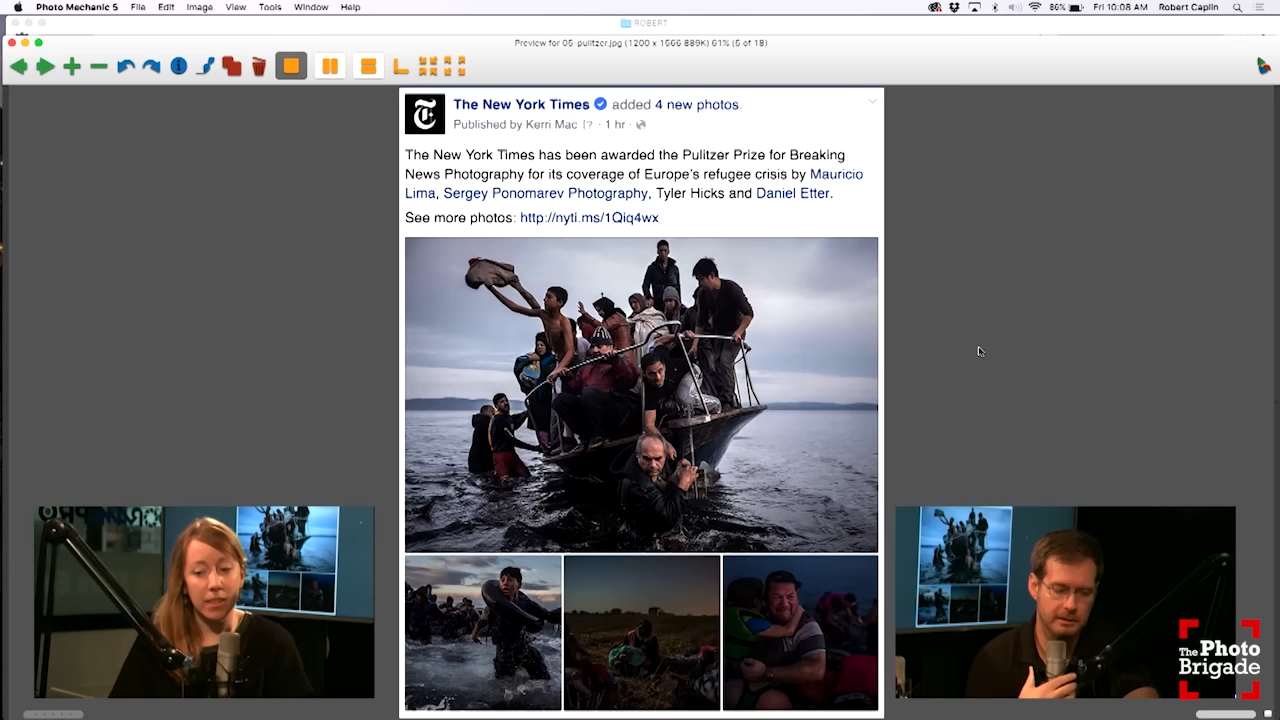 Photo Mechanic 5 File Edit Image View Tools Window Help 86% Fri 10:08 AM Robert Caplin
ROBERT
Preview for 05-pulitzer.jpg (1200 x 1566 889K) 61% (5 of 18)
The New York Times added 4 new photos.
Published by Kerri Mac [? · 1 hr ·
The New York Times has been awarded the Pulitzer Prize for Breaking
News Photography for its coverage of Europe's refugee crisis by Mauricio
Lima, Sergey Ponomarev Photography, Tyler Hicks and Daniel Etter.
See more photos: http://nyti.ms/1Qiq4wx
The Photo
Brigade